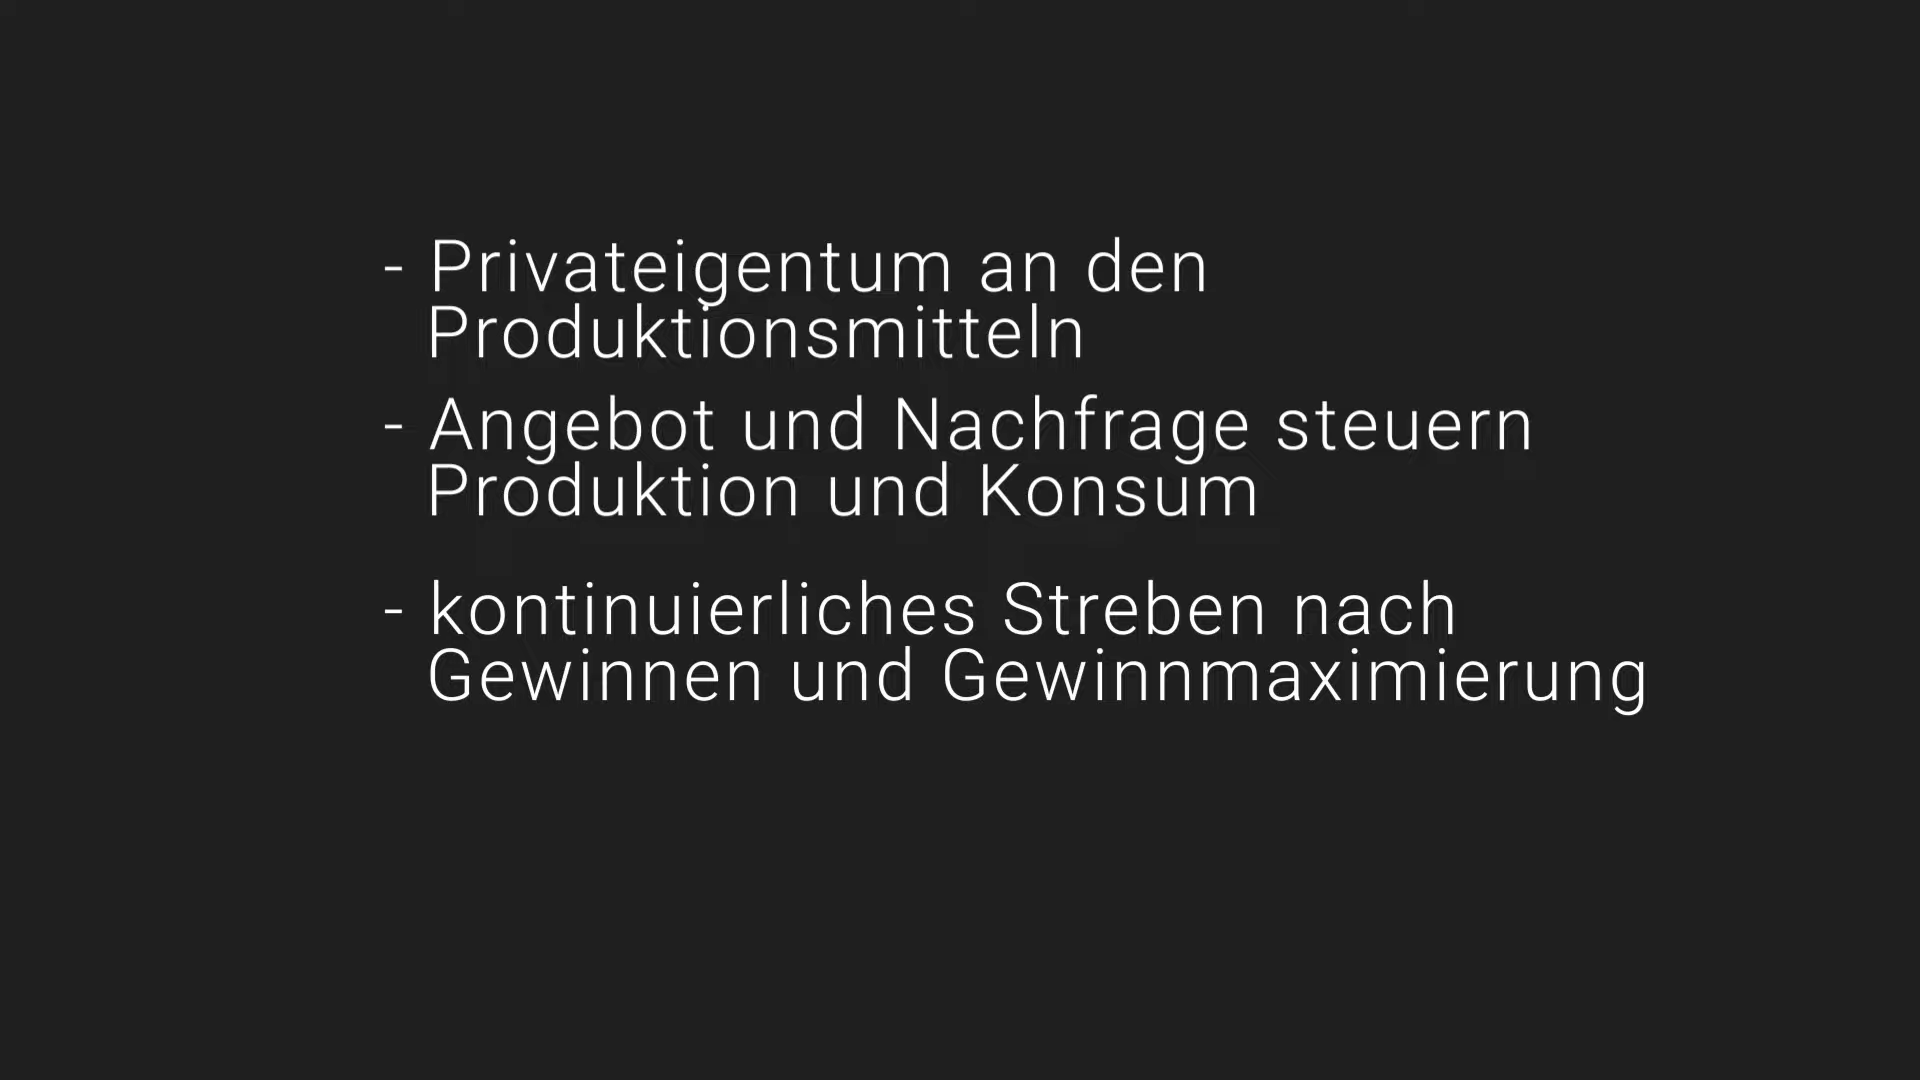 - Privateigentum an den
Produktionsmitteln
- Angebot und Nachfrage steuern
Produktion und Konsum
- kontinuierliches Streben nach
Gewinnen und Gewinnmaximierung